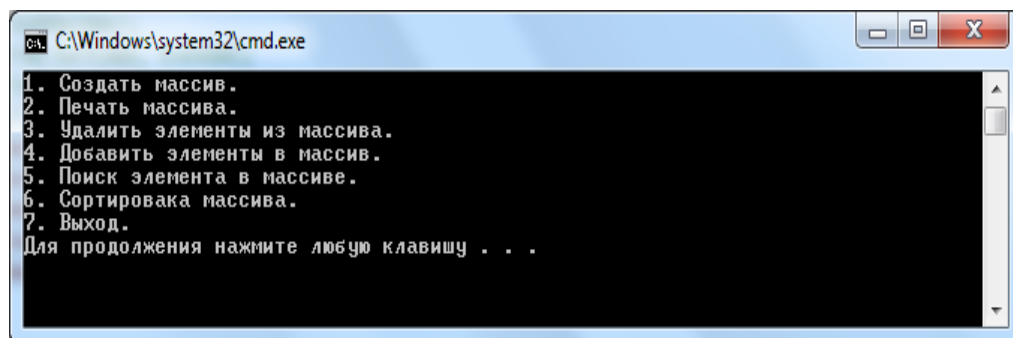 C:\Windows\system32\cmd.exe
1. Создать массив.
2. Печать массива.
3. Удалить элементы из массива.
4. Добавить элементы в массив.
5. Поиск элемента в массиве.
6. Сортировака массива.
7. Выход.
Для продолжения нажмите любую клавишу . . .